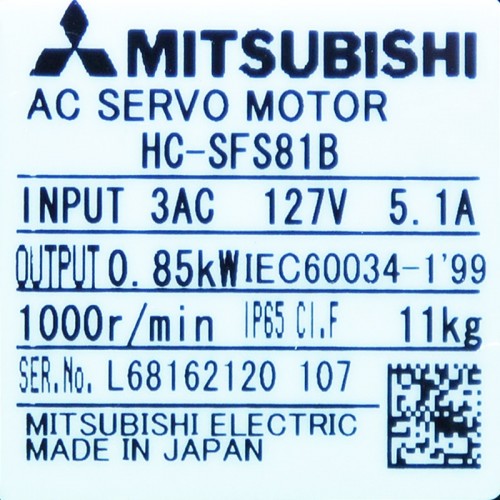 MITSUBISHI
AC SERVO MOTOR
HC-SFS81B
INPUT 3AC 127V 5.1A
OUTPUT 0.85kW IEC60034-1'99
1000r/min IP65 CI.F 11kg
SER.No. L68162120 107
MITSUBISHI ELECTRIC
MADE IN JAPAN